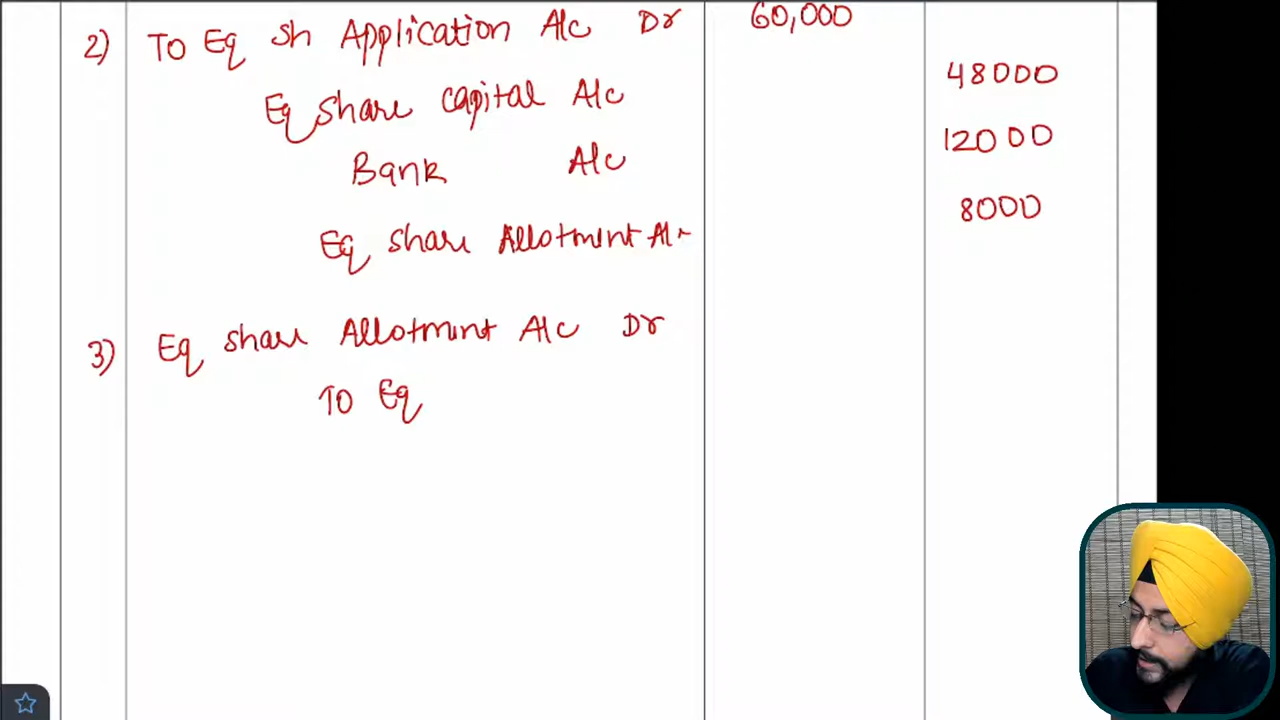 2) To Eq sh Application A/c Dr 60,000
Eq share capital A/c 48000
Bank A/c 12000
Eq share Allotment A/c 8000
3) Eq share Allotment A/c Dr
To Eq